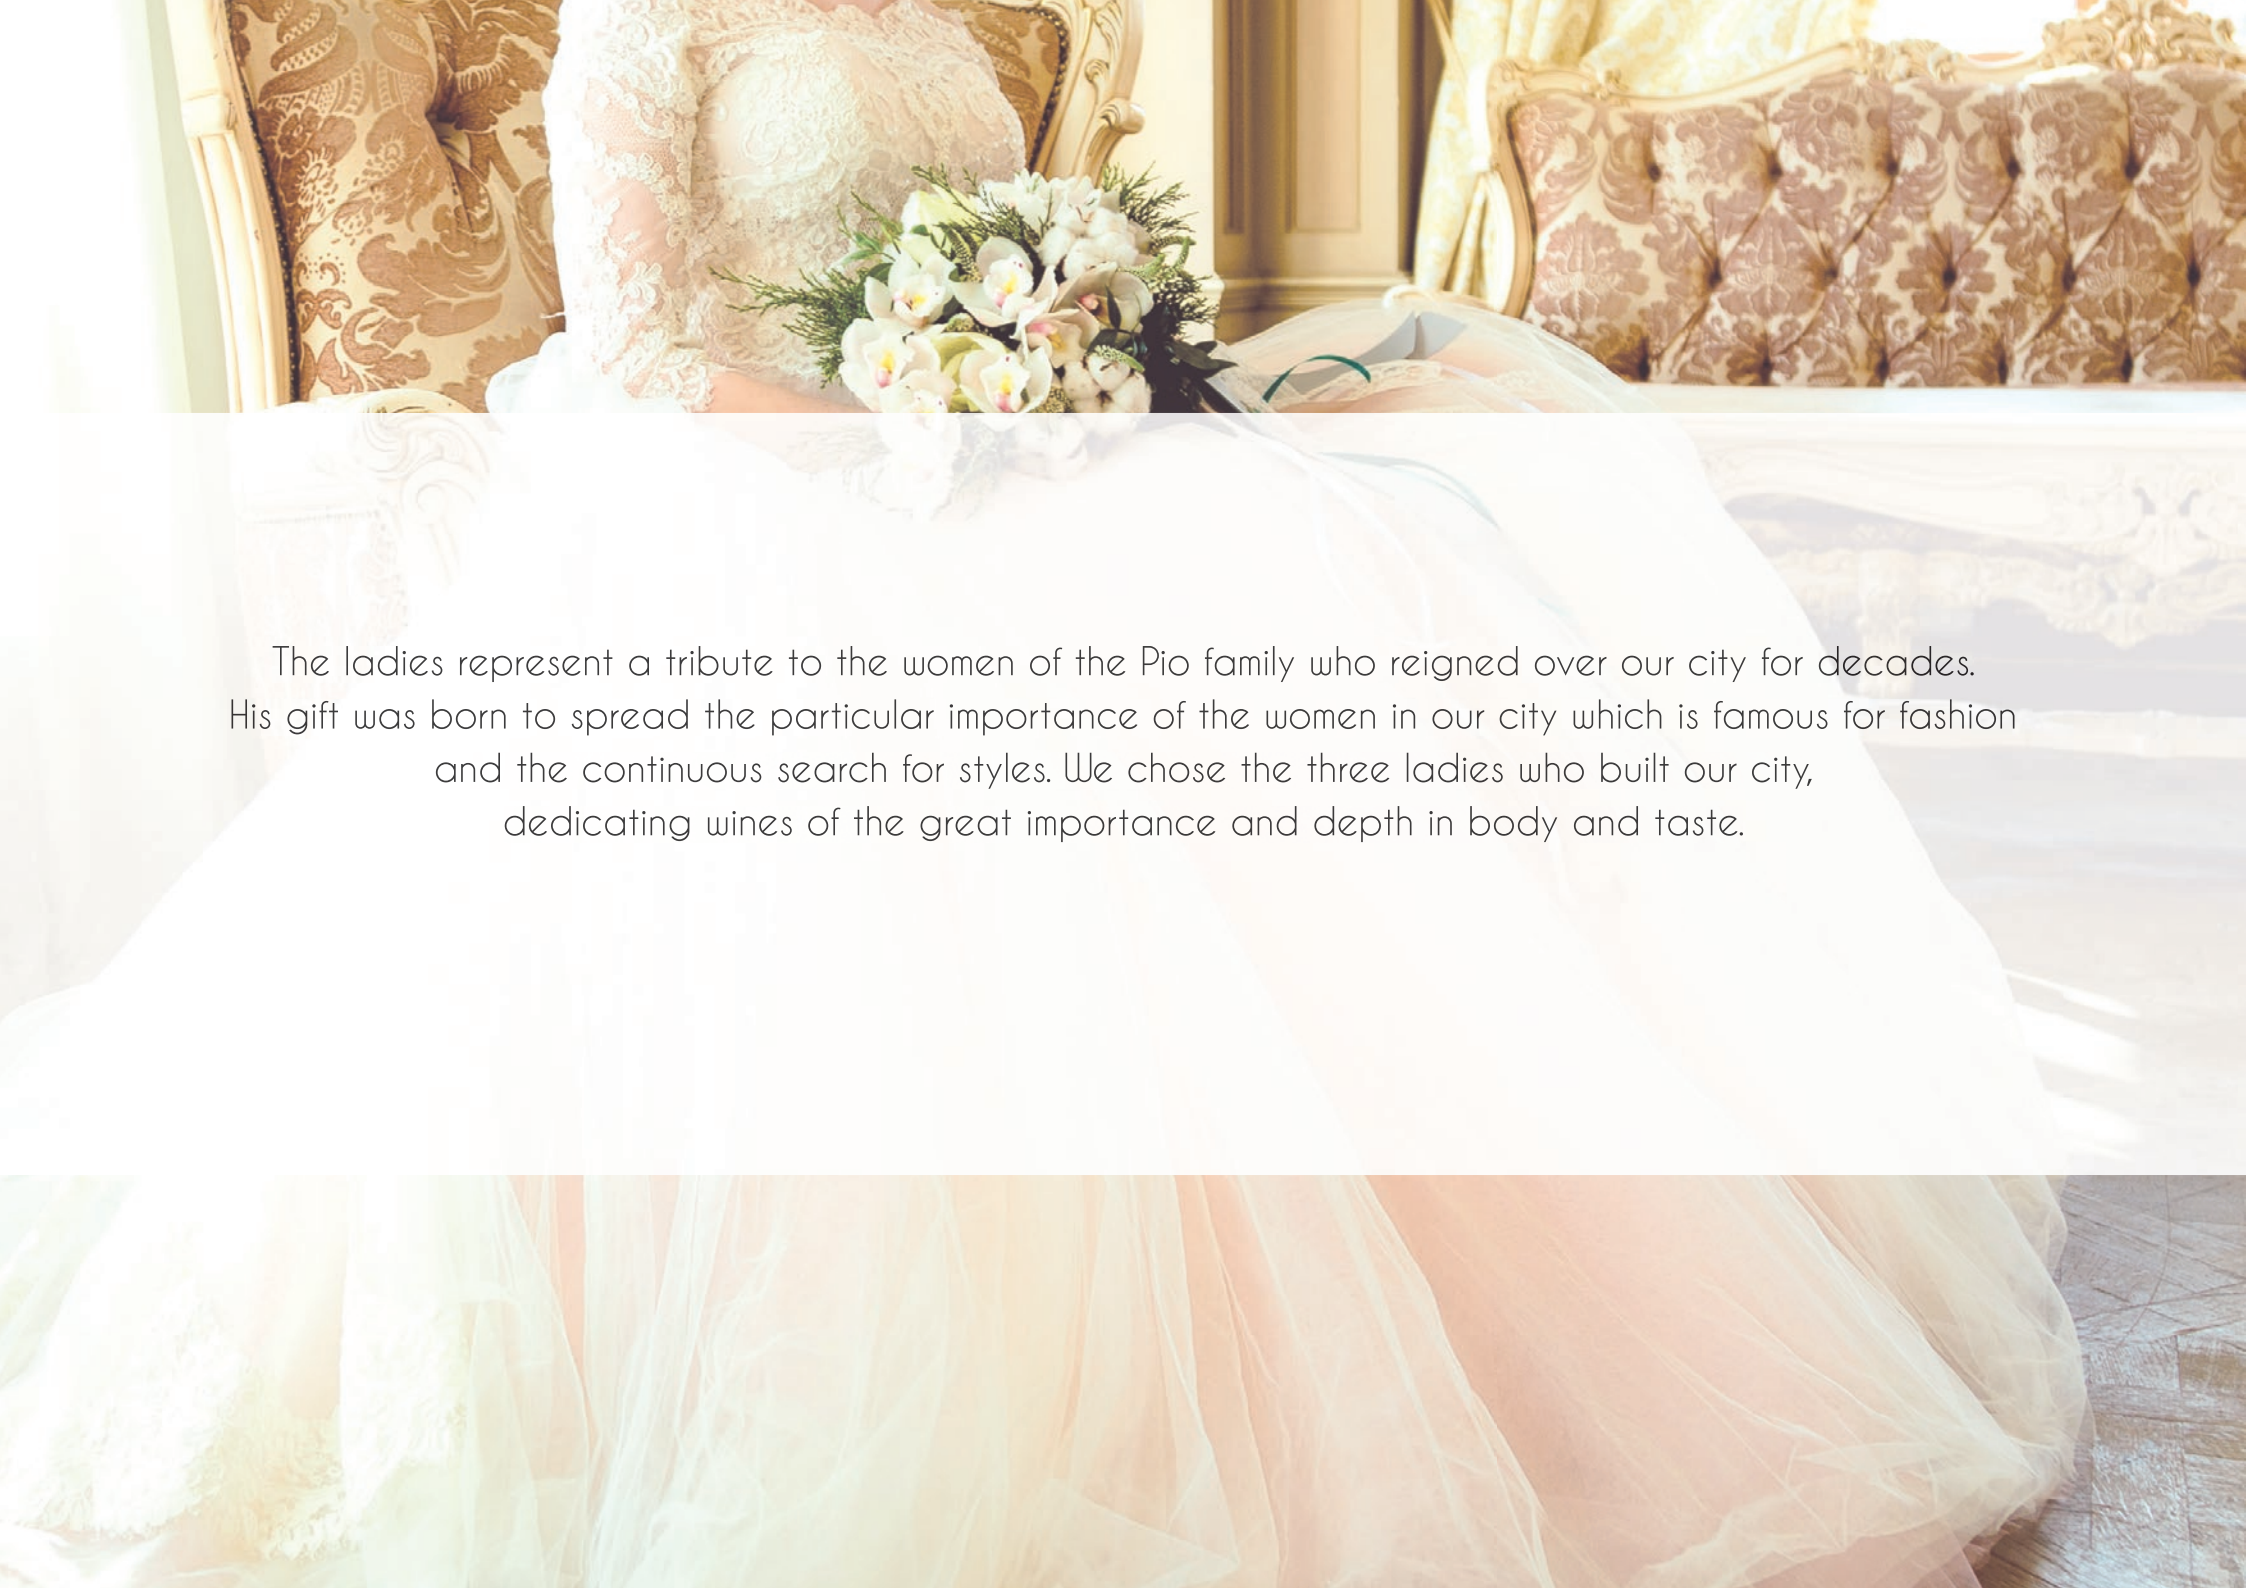 The ladies represent a tribute to the women of the Pio family who reigned over our city for decades.
His gift was born to spread the particular importance of the women in our city which is famous for fashion
and the continuous search for styles. We chose the three ladies who built our city,
dedicating wines of the great importance and depth in body and taste.